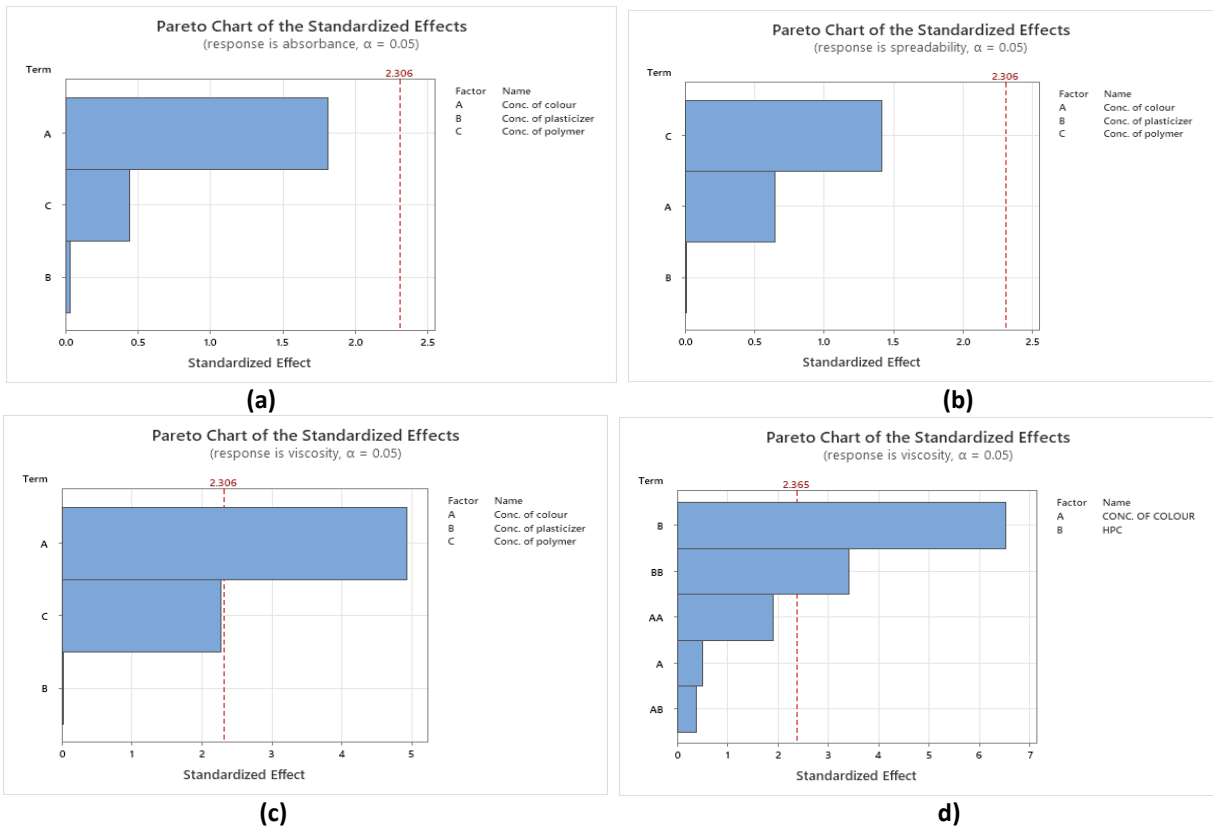 Pareto Chart of the Standardized Effects
(response is absorbance, α = 0.05)
Term
2.306
A
C
B
0.0 0.5 1.0 1.5 2.0 2.5
Standardized Effect
Factor Name
A Conc. of colour
B Conc. of plasticizer
C Conc. of polymer
(a)
Pareto Chart of the Standardized Effects
(response is spreadability, α = 0.05)
Term
2.306
C
A
B
0.0 0.5 1.0 1.5 2.0 2.5
Standardized Effect
Factor Name
A Conc. of colour
B Conc. of plasticizer
C Conc. of polymer
(b)
Pareto Chart of the Standardized Effects
(response is viscosity, α = 0.05)
Term
2.306
A
C
B
0 1 2 3 4 5
Standardized Effect
Factor Name
A Conc. of colour
B Conc. of plasticizer
C Conc. of polymer
(c)
Pareto Chart of the Standardized Effects
(response is viscosity, α = 0.05)
Term
2.365
B
BB
AA
A
AB
0 1 2 3 4 5 6 7
Standardized Effect
Factor Name
A CONC. OF COLOUR
B HPC
d)